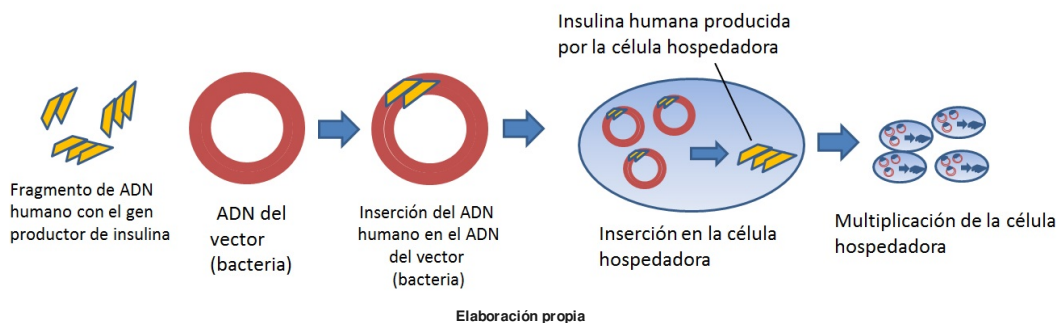 Insulina humana producida
por la célula hospedadora
Fragmento de ADN
humano con el gen
productor de insulina
ADN del
vector
(bacteria)
Inserción del ADN
humano en el ADN
del vector
(bacteria)
Inserción en la célula
hospedadora
Multiplicación de la célula
hospedadora
Elaboración propia